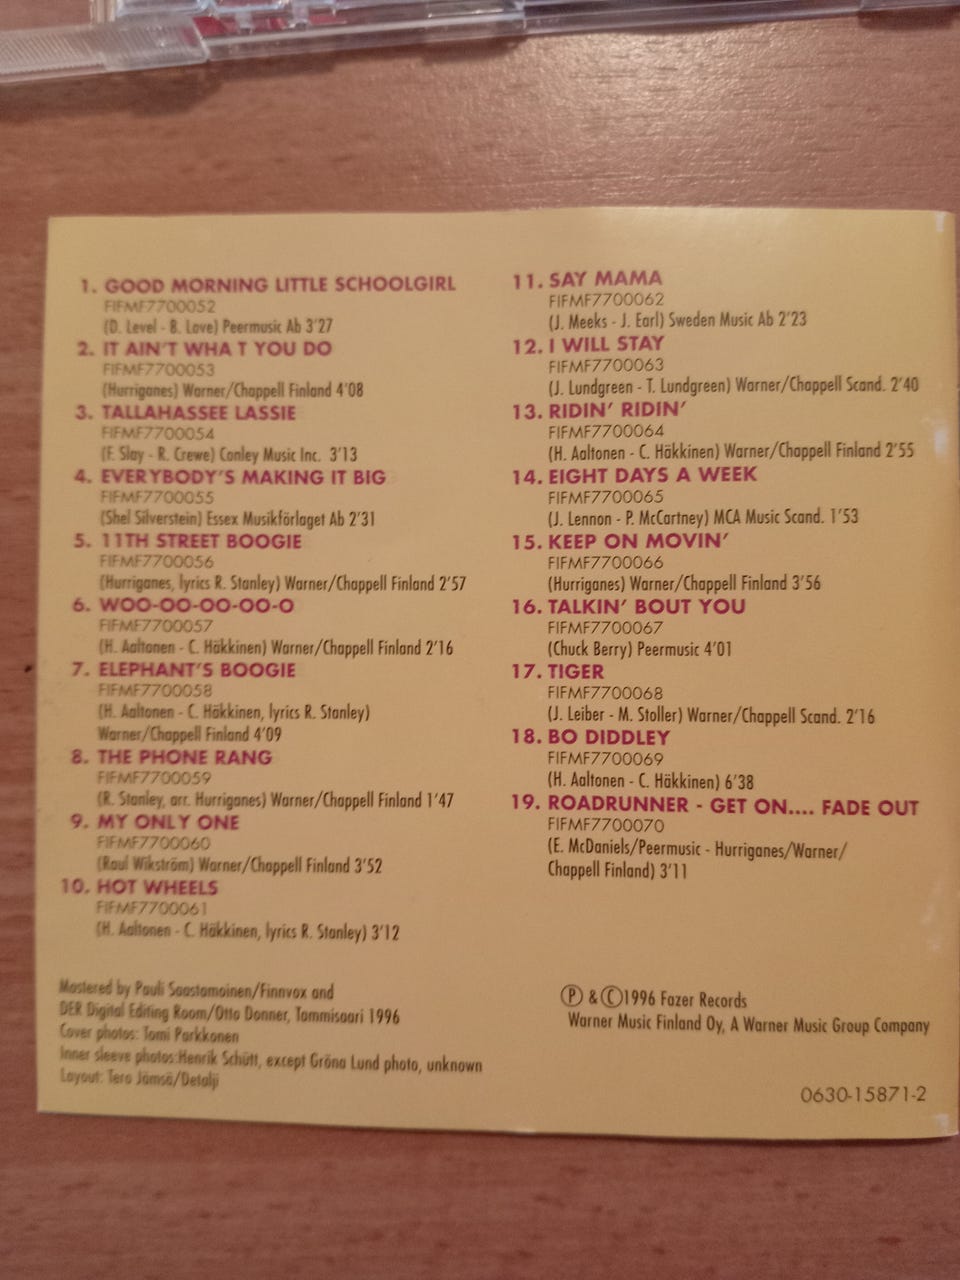 1. GOOD MORNING LITTLE SCHOOLGIRL
FIFMF7700052
(D. Level - B. Love) Peermusic Ab 3'27
2. IT AIN'T WHA T YOU DO
FIFMF7700053
(Hurriganes) Warner/Chappell Finland 4'08
3. TALLAHASSEE LASSIE
FIFMF7700054
(F. Slay - R. Crewe) Conley Music Inc. 3'13
4. EVERYBODY'S MAKING IT BIG
FIFMF7700055
(Shel Silverstein) Essex Musikförlaget Ab 2'31
5. 11TH STREET BOOGIE
FIFMF7700056
(Hurriganes, lyrics R. Stanley) Warner/Chappell Finland 2'57
6. WOO-OO-OO-OO-O
FIFMF7700057
(H. Aaltonen - C. Häkkinen) Warner/Chappell Finland 2'16
7. ELEPHANT'S BOOGIE
FIFMF7700058
(H. Aaltonen - C. Häkkinen, lyrics R. Stanley)
Warner/Chappell Finland 4'09
8. THE PHONE RANG
FIFMF7700059
(R. Stanley, arr. Hurriganes) Warner/Chappell Finland 1'47
9. MY ONLY ONE
FIFMF7700060
(Raul Wikström) Warner/Chappell Finland 3'52
10. HOT WHEELS
FIFMF7700061
(H. Aaltonen - C. Häkkinen, lyrics R. Stanley) 3'12
11. SAY MAMA
FIFMF7700062
(J. Meeks - J. Earl) Sweden Music Ab 2'23
12. I WILL STAY
FIFMF7700063
(J. Lundgreen - T. Lundgreen) Warner/Chappell Scand. 2'40
13. RIDIN' RIDIN'
FIFMF7700064
(H. Aaltonen - C. Häkkinen) Warner/Chappell Finland 2'55
14. EIGHT DAYS A WEEK
FIFMF7700065
(J. Lennon - P. McCartney) MCA Music Scand. 1'53
15. KEEP ON MOVIN'
FIFMF7700066
(Hurriganes) Warner/Chappell Finland 3'56
16. TALKIN' BOUT YOU
FIFMF7700067
(Chuck Berry) Peermusic 4'01
17. TIGER
FIFMF7700068
(J. Leiber - M. Stoller) Warner/Chappell Scand. 2'16
18. BO DIDDLEY
FIFMF7700069
(H. Aaltonen - C. Häkkinen) 6'38
19. ROADRUNNER - GET ON.... FADE OUT
FIFMF7700070
(E. McDaniels/Peermusic - Hurriganes/Warner/
Chappell Finland) 3'11
Mastered by Pauli Saastamoinen/Finnvox and
DER Digital Editing Room/Otto Donner, Tammisaari 1996
Cover photos: Tomi Parkkonen
Inner sleeve photos:Henrik Schütt, except Gröna Lund photo, unknown
Layout: Tero Jämsä/Detalji
Ⓟ & Ⓒ1996 Fazer Records
Warner Music Finland Oy, A Warner Music Group Company
0630-15871-2